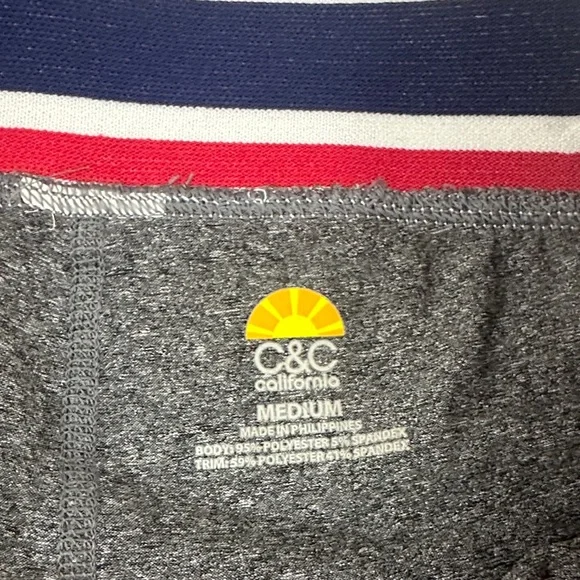 C&C
california
MEDIUM
MADE IN PHILIPPINES
BODY: 95% POLYESTER 5% SPANDEX
TRIM: 59% POLYESTER 41% SPANDEX